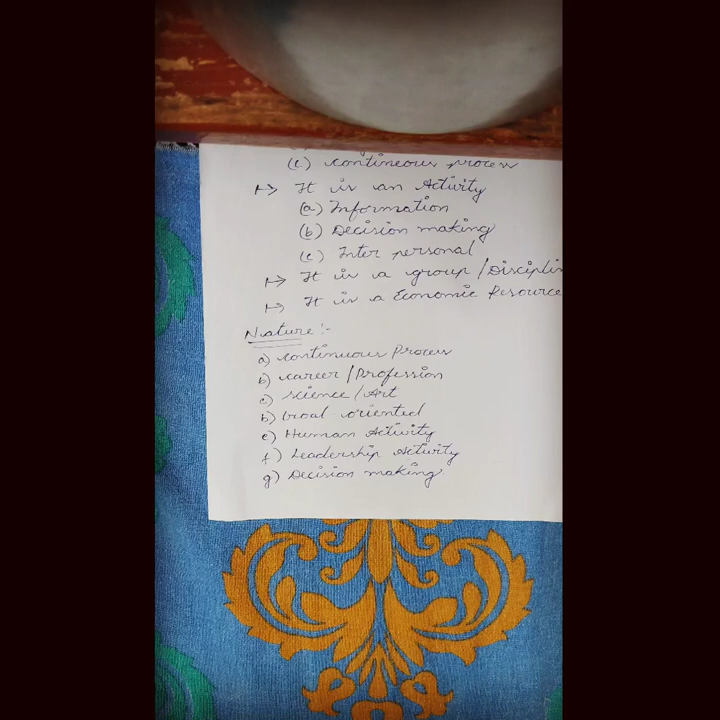 (c) contineous process
↦ It is an Activity
(a) Information
(b) Decision making
(c) Inter personal
↦ It is a group / Disciplin
↦ It is a Economic Resource
Nature :-
a) continuous Process
b) career / Profession
c) science / Art
b) Goal oriented
e) Human Activity
f) Leadership Activity
g) Decision making